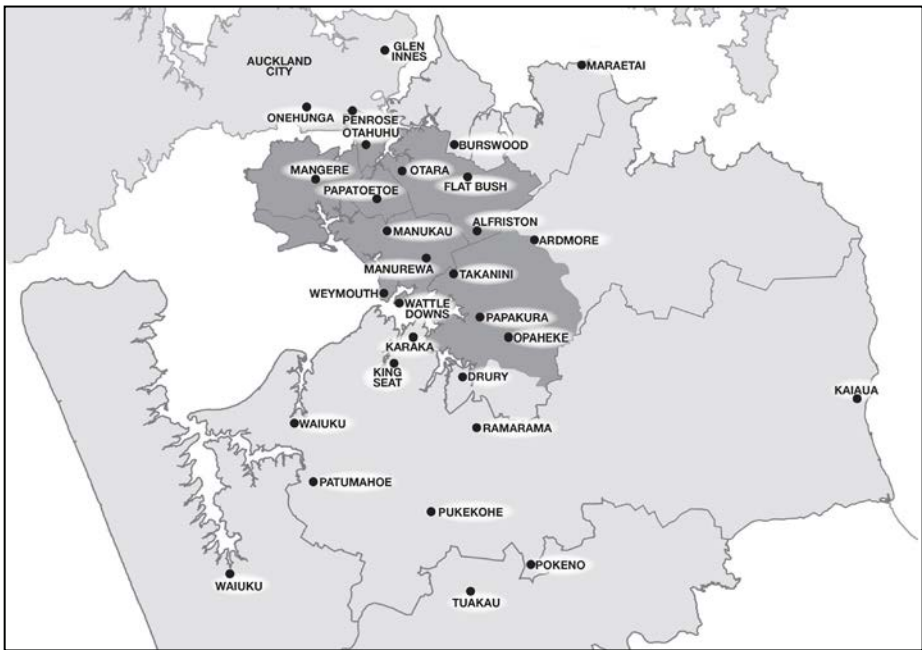 GLEN
INNES
AUCKLAND
CITY
MARAETAI
ONEHUNGA
PENROSE
OTAHUHU
BURSWOOD
MANGERE
OTARA
FLAT BUSH
PAPATOETOE
MANUKAU
ALFRISTON
ARDMORE
MANUREWA
TAKANINI
WEYMOUTH
WATTLE
DOWNS
PAPAKURA
KARAKA
OPAHEKE
KING
SEAT
DRURY
KAIAUA
WAIUKU
RAMARAMA
PATUMAHOE
PUKEKOHE
POKENO
WAIUKU
TUAKAU